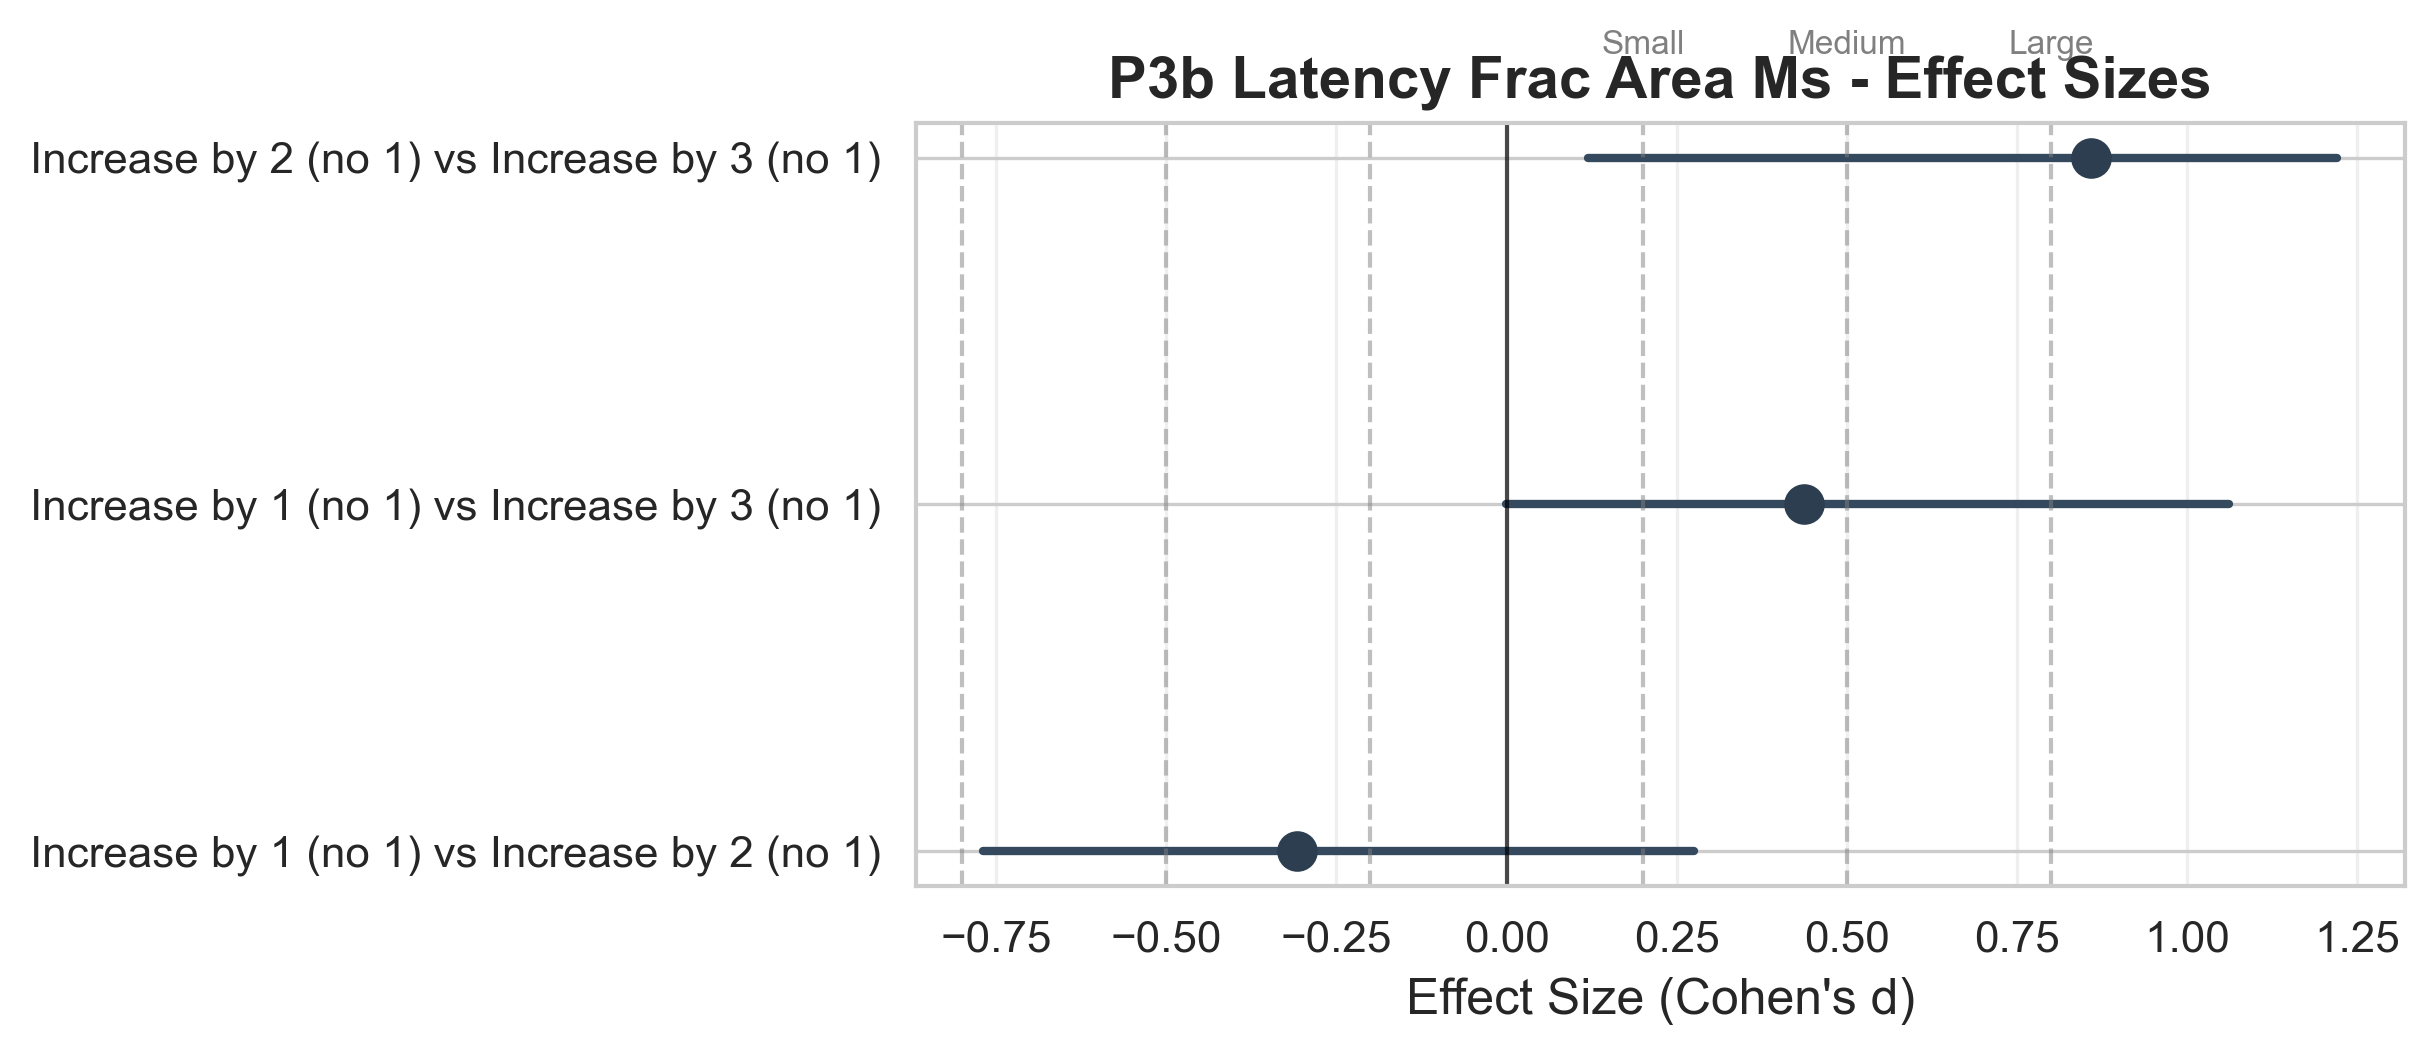 Small Medium Large
P3b Latency Frac Area Ms - Effect Sizes
Increase by 2 (no 1) vs Increase by 3 (no 1)
Increase by 1 (no 1) vs Increase by 3 (no 1)
Increase by 1 (no 1) vs Increase by 2 (no 1)
−0.75 −0.50 −0.25 0.00 0.25 0.50 0.75 1.00 1.25
Effect Size (Cohen's d)